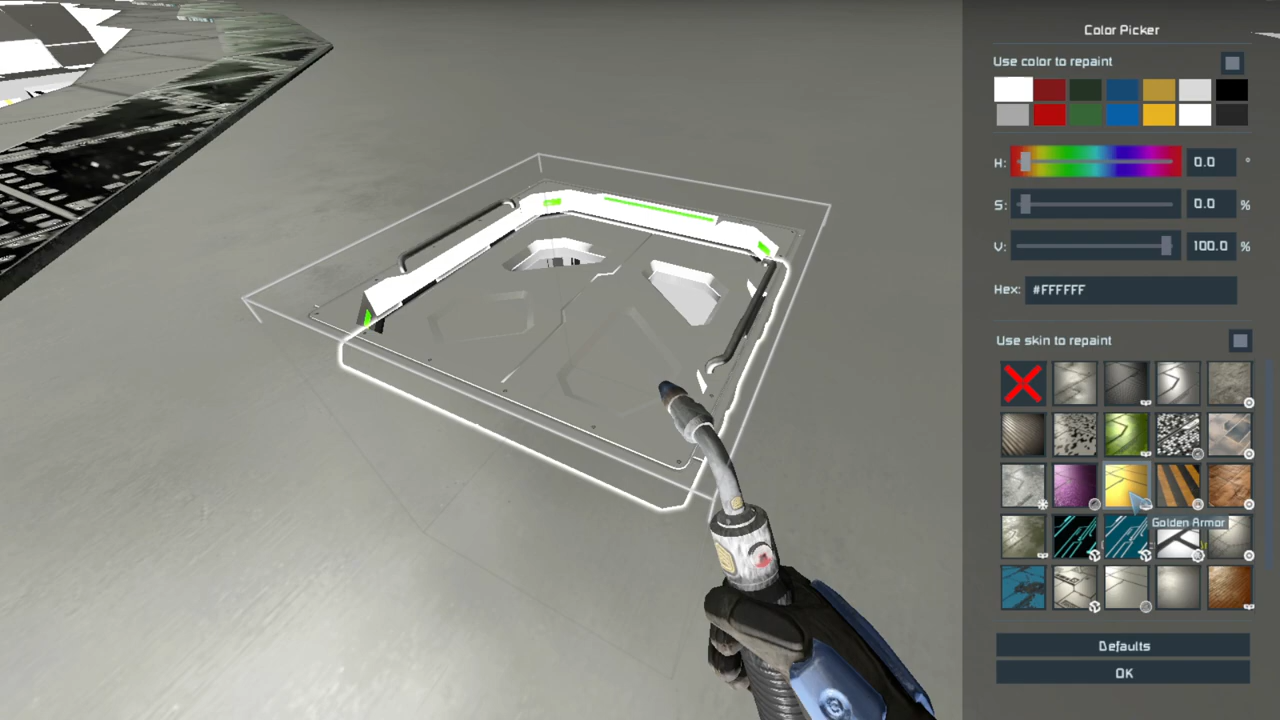 Color Picker
Use color to repaint
H: 0.0 °
S: 0.0 %
V: 100.0 %
Hex: #FFFFFF
Use skin to repaint
Golden Armor
Defaults
OK